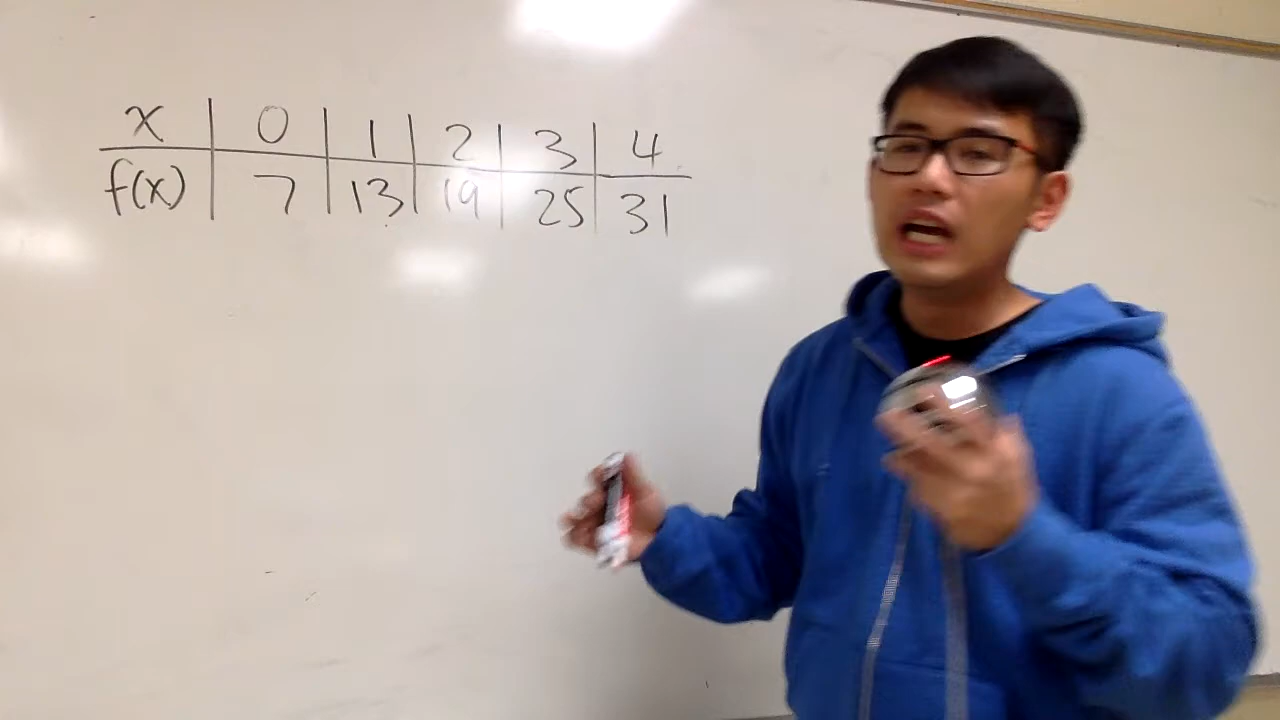 x | 0 | 1 | 2 | 3 | 4
f(x) | 7 | 13 | 19 | 25 | 31